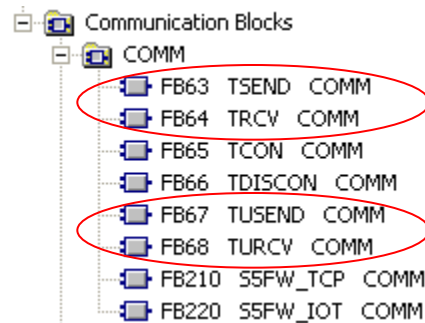 Communication Blocks
COMM
FB63 TSEND COMM
FB64 TRCV COMM
FB65 TCON COMM
FB66 TDISCON COMM
FB67 TUSEND COMM
FB68 TURCV COMM
FB210 S5FW_TCP COMM
FB220 S5FW_IOT COMM